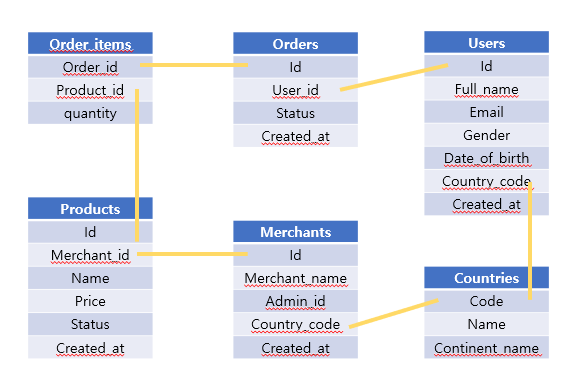 Order_items
Order_id
Product_id
quantity
Orders
Id
User_id
Status
Created_at
Users
Id
Full_name
Email
Gender
Date_of_birth
Country_code
Created_at
Products
Id
Merchant_id
Name
Price
Status
Created_at
Merchants
Id
Merchant_name
Admin_id
Country_code
Created_at
Countries
Code
Name
Continent_name